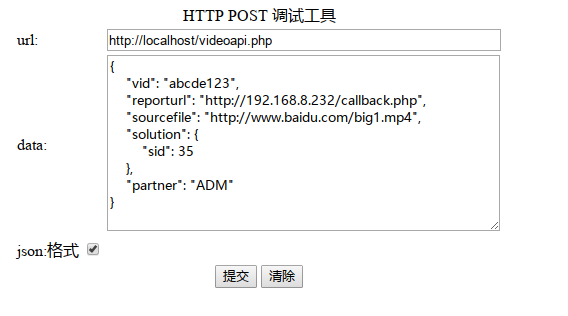 HTTP POST 调试工具
url: http://localhost/videoapi.php
{
"vid": "abcde123",
"reporturl": "http://192.168.8.232/callback.php",
"sourcefile": "http://www.baidu.com/big1.mp4",
"solution": {
data: "sid": 35
},
"partner": "ADM"
}
json:格式
提交 清除